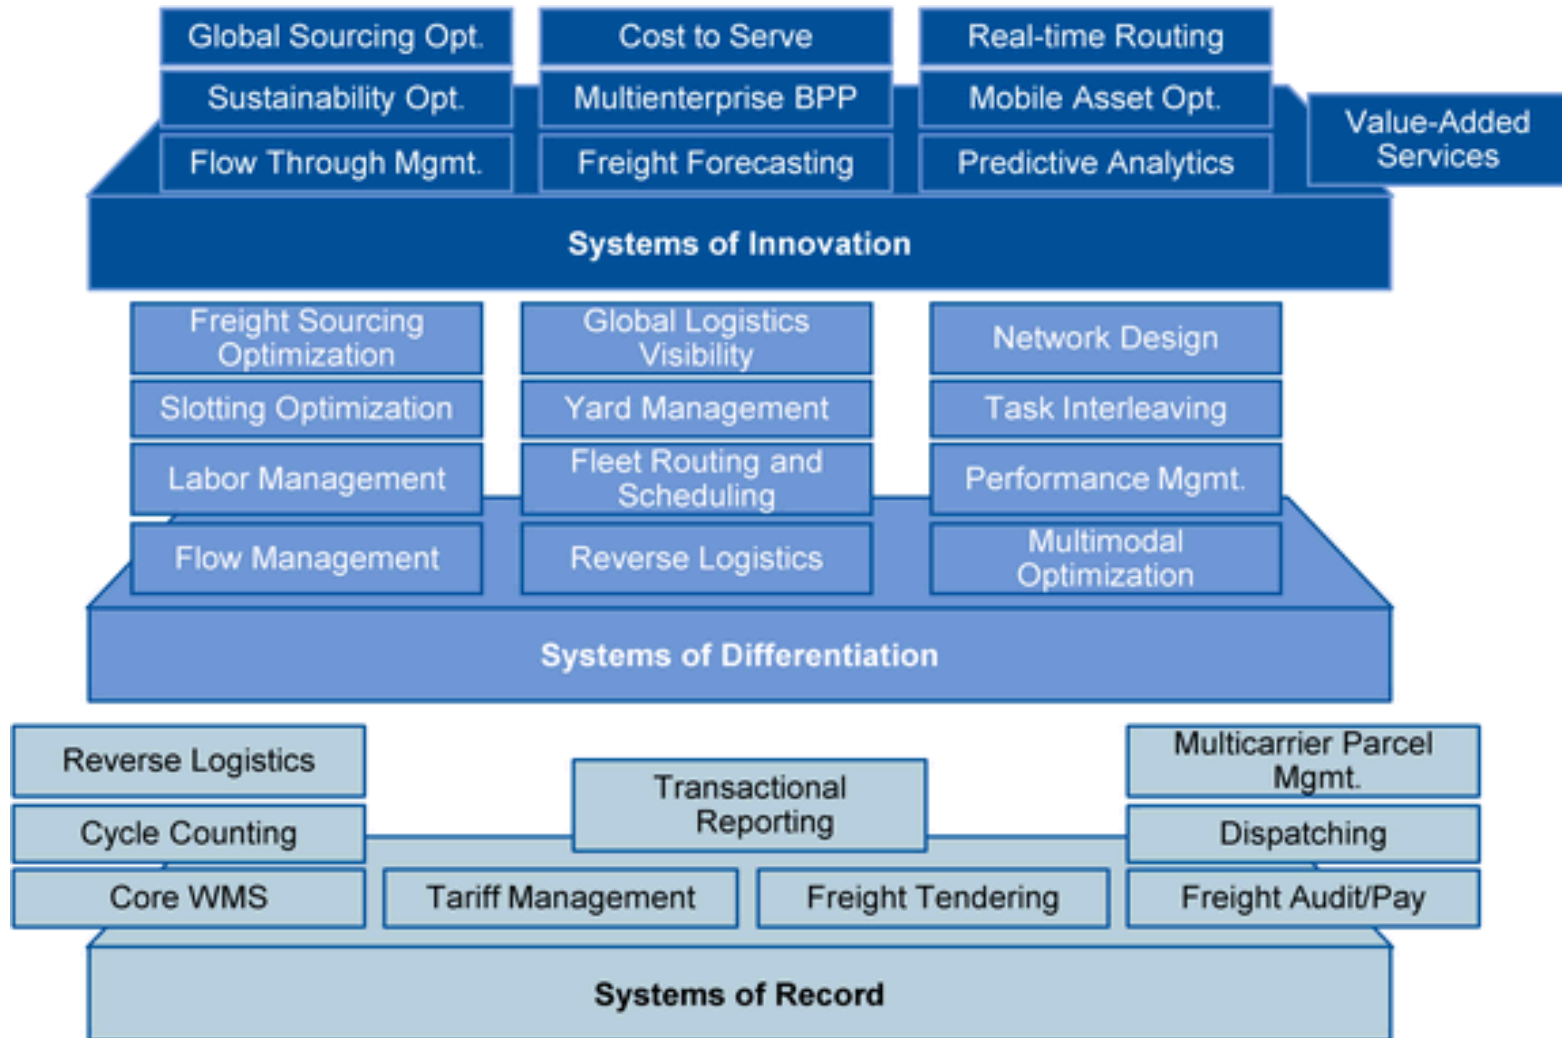 Global Sourcing Opt.
Cost to Serve
Real-time Routing
Sustainability Opt.
Multienterprise BPP
Mobile Asset Opt.
Value-Added
Services
Flow Through Mgmt.
Freight Forecasting
Predictive Analytics
Systems of Innovation
Freight Sourcing
Optimization
Global Logistics
Visibility
Network Design
Slotting Optimization
Yard Management
Task Interleaving
Labor Management
Fleet Routing and
Scheduling
Performance Mgmt.
Flow Management
Reverse Logistics
Multimodal
Optimization
Systems of Differentiation
Reverse Logistics
Transactional
Reporting
Multicarrier Parcel
Mgmt.
Cycle Counting
Dispatching
Core WMS
Tariff Management
Freight Tendering
Freight Audit/Pay
Systems of Record